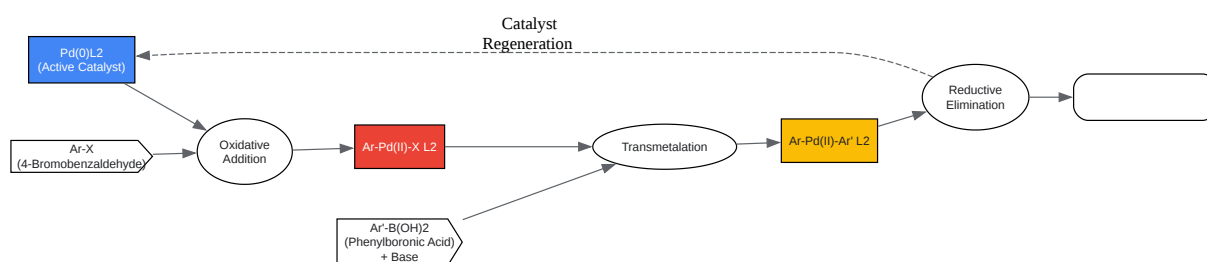 Catalyst
Regeneration
Pd(0)L2
(Active Catalyst)
Ar-X
(4-Bromobenzaldehyde)
Oxidative
Addition
Ar-Pd(II)-X L2
Ar'-B(OH)2
(Phenylboronic Acid)
+ Base
Transmetalation
Ar-Pd(II)-Ar' L2
Reductive
Elimination